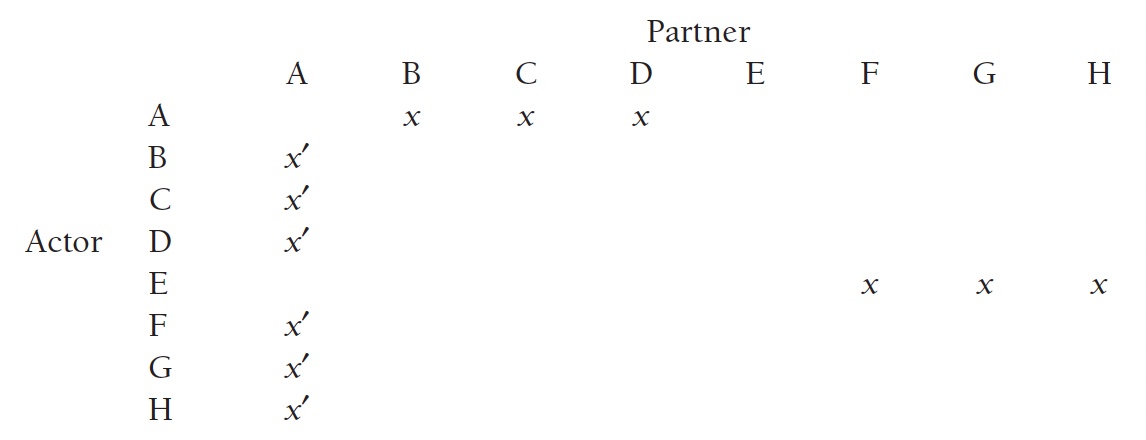 Partner
A B C D E F G H
A x x x
B x′
C x′
Actor D x′
E x x x
F x′
G x′
H x′